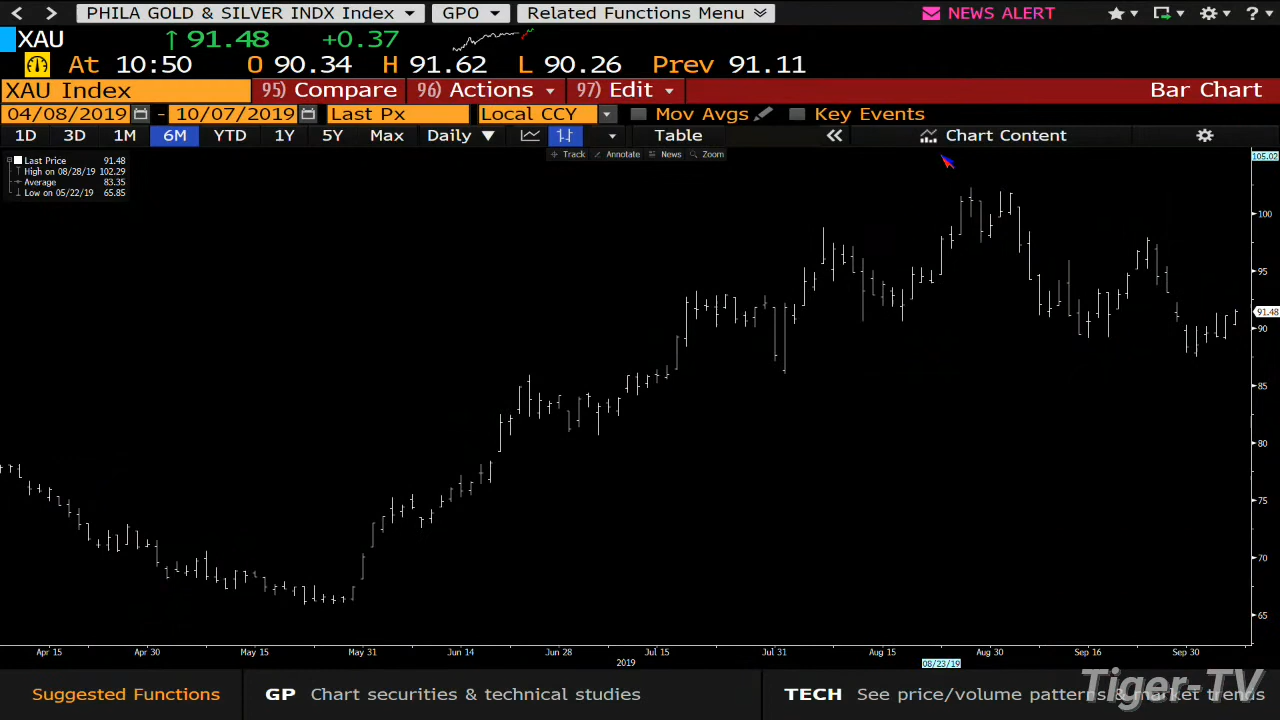 PHILA GOLD & SILVER INDX Index GPO Related Functions Menu NEWS ALERT ?
XAU 91.48 +0.37
At 10:50 O 90.34 H 91.62 L 90.26 Prev 91.11
XAU Index 95) Compare 96) Actions 97) Edit Bar Chart
04/08/2019 - 10/07/2019 Last Px Local CCY Mov Avgs Key Events
1D 3D 1M 6M YTD 1Y 5Y Max Daily Table Chart Content
Track Annotate News Zoom
Last Price 91.48
High on 08/28/19 102.29
Average 83.35
Low on 05/22/19 65.85
105.02
100
95
91.48
90
85
80
75
70
65
Apr 15 Apr 30 May 15 May 31 Jun 14 Jun 28 Jul 15 Jul 31 Aug 15 Aug 30 Sep 16 Sep 30
2019 08/23/19
Suggested Functions GP Chart securities & technical studies TECH See price/volume patterns & market trends
Tiger-TV